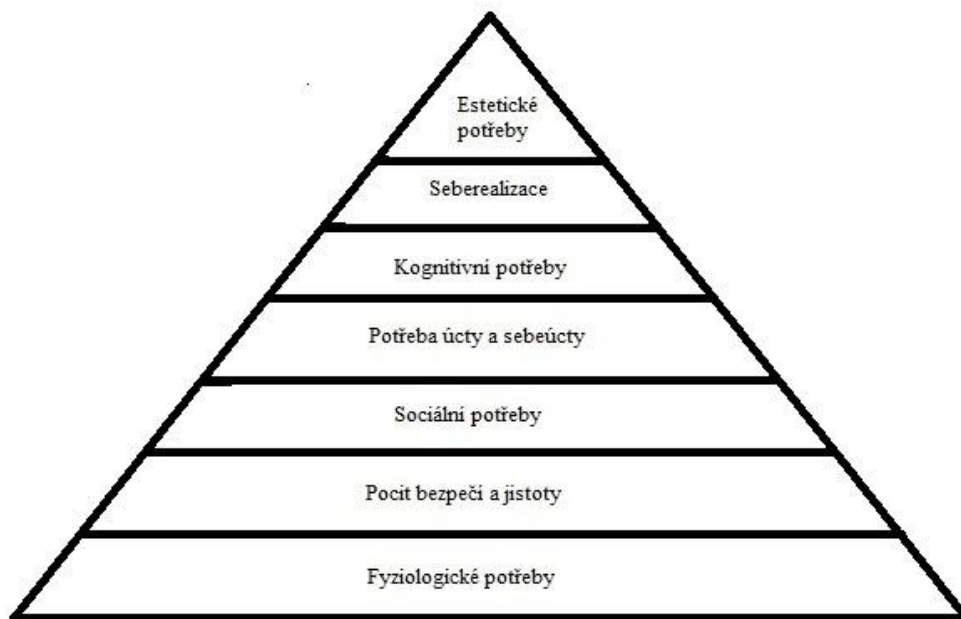 Estetické
potřeby
Seberealizace
Kognitivní potřeby
Potřeba úcty a sebeúcty
Sociální potřeby
Pocit bezpečí a jistoty
Fyziologické potřeby